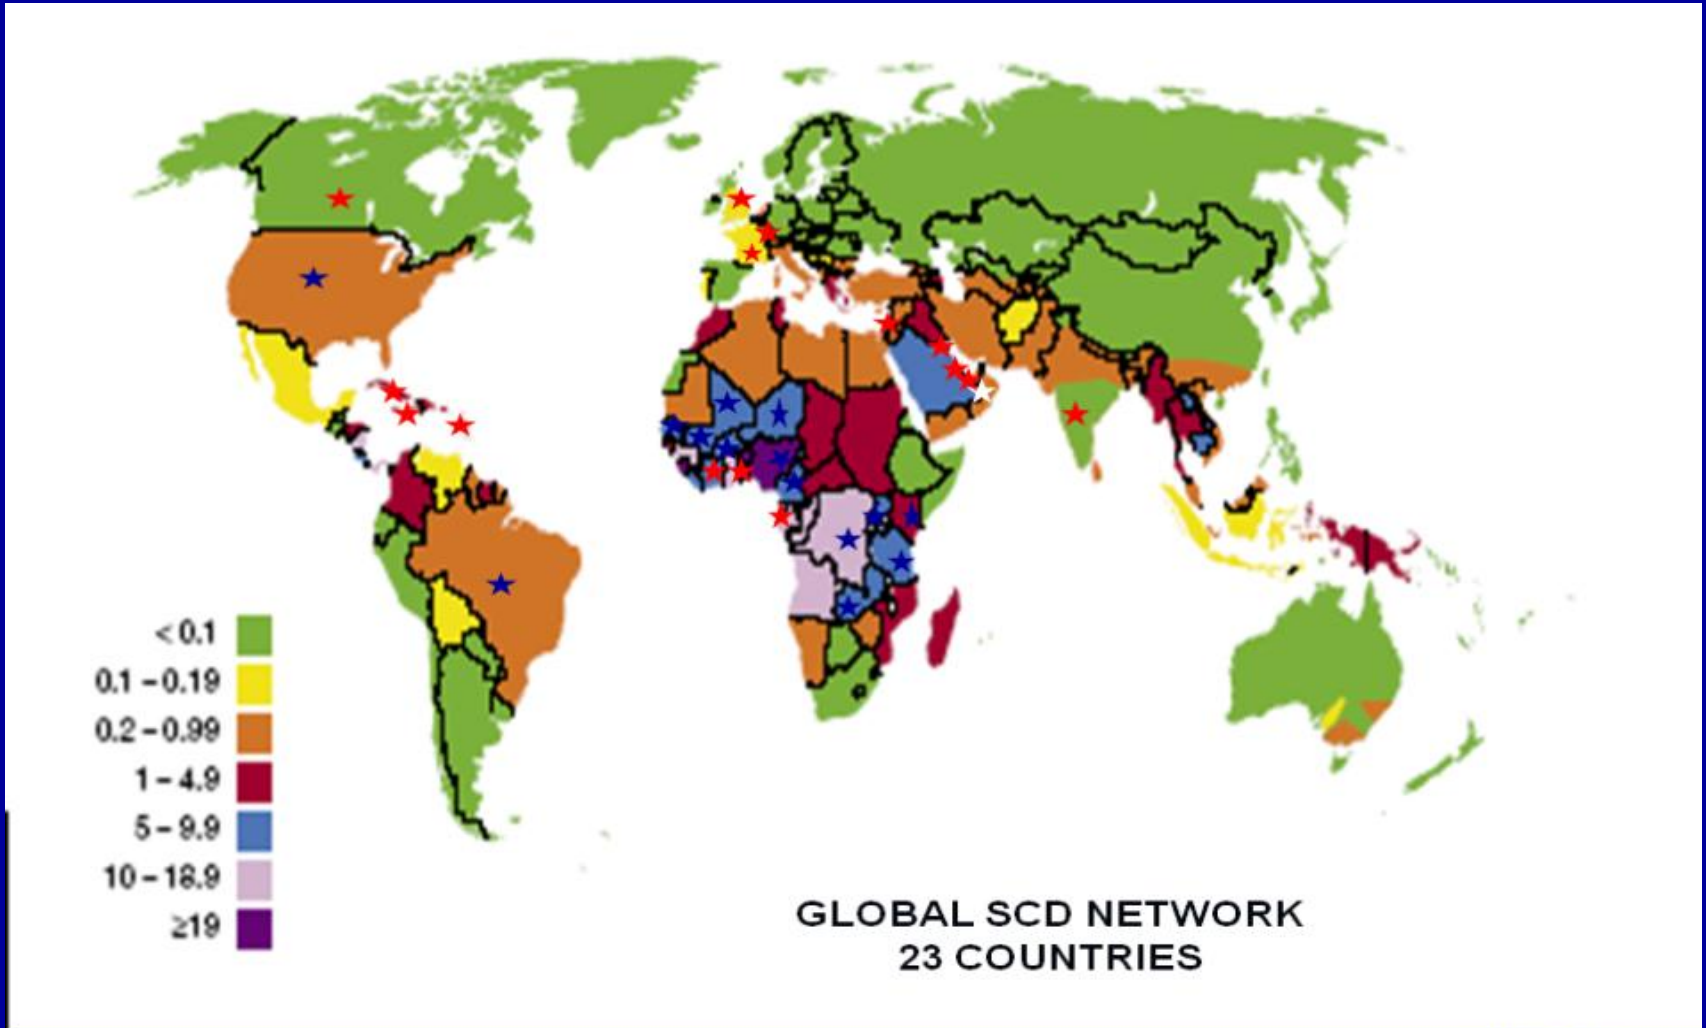 < 0.1
0.1 – 0.19
0.2 – 0.99
1 – 4.9
5 – 9.9
10 – 18.9
≥19
GLOBAL SCD NETWORK
23 COUNTRIES